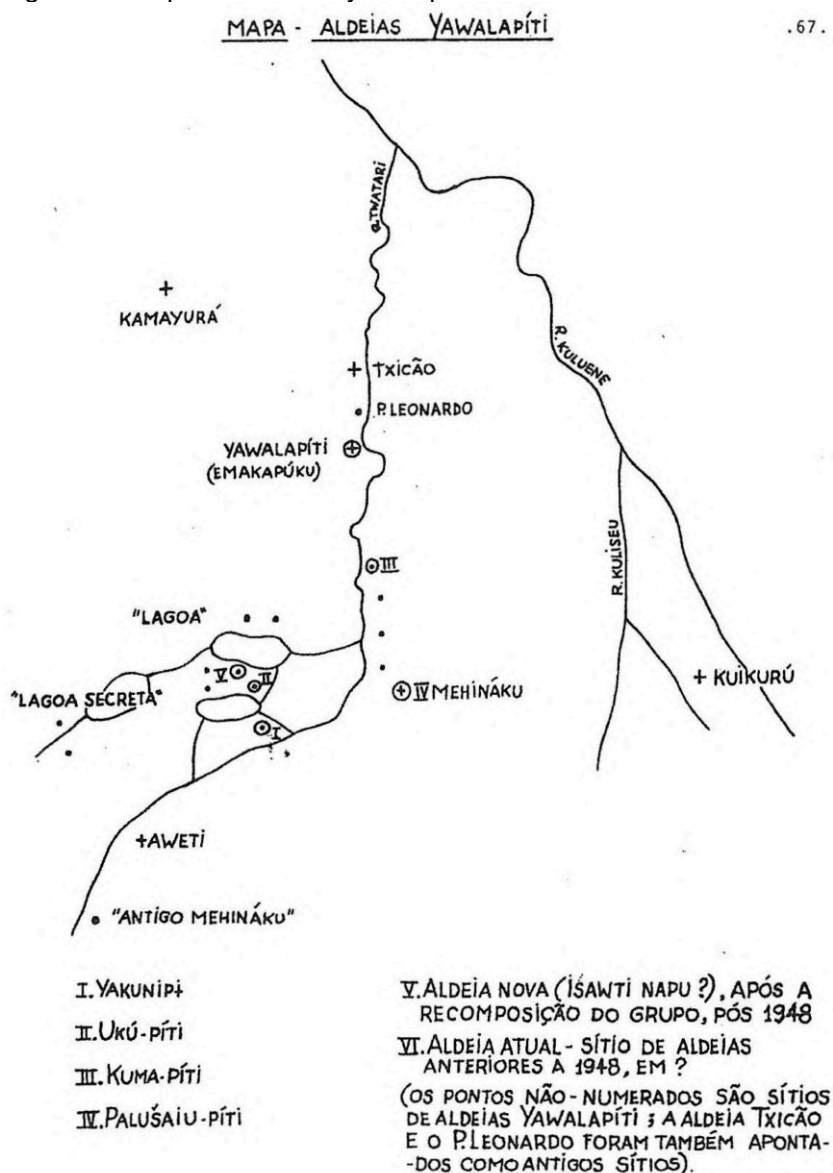 MAPA - ALDEIAS YAWALAPÍTI
.67.
R. TWATARI
KAMAYURÁ
R. KULUENE
TXICÃO
P. LEONARDO
YAWALAPÍTI
(EMAKAPÚKU)
R. KULISEU
III
"LAGOA"
V
II
"LAGOA SECRETA"
IV MEHINÁKU
KUIKURÚ
I
AWETI
"ANTIGO MEHINÁKU"
I. YAKUNIPɨ
II. UKÚ-PÍTI
III. KUMA-PÍTI
IV. PALUŠAIU-PÍTI
V. ALDEIA NOVA (IŠAWTI NAPU ?), APÓS A
RECOMPOSIÇÃO DO GRUPO, PÓS 1948
VI. ALDEIA ATUAL - SÍTIO DE ALDEIAS
ANTERIORES A 1948, EM ?
(OS PONTOS NÃO-NUMERADOS SÃO SÍTIOS
DE ALDEIAS YAWALAPÍTI ; A ALDEIA TXICÃO
E O P. LEONARDO FORAM TAMBÉM APONTA-
-DOS COMO ANTIGOS SÍTIOS).